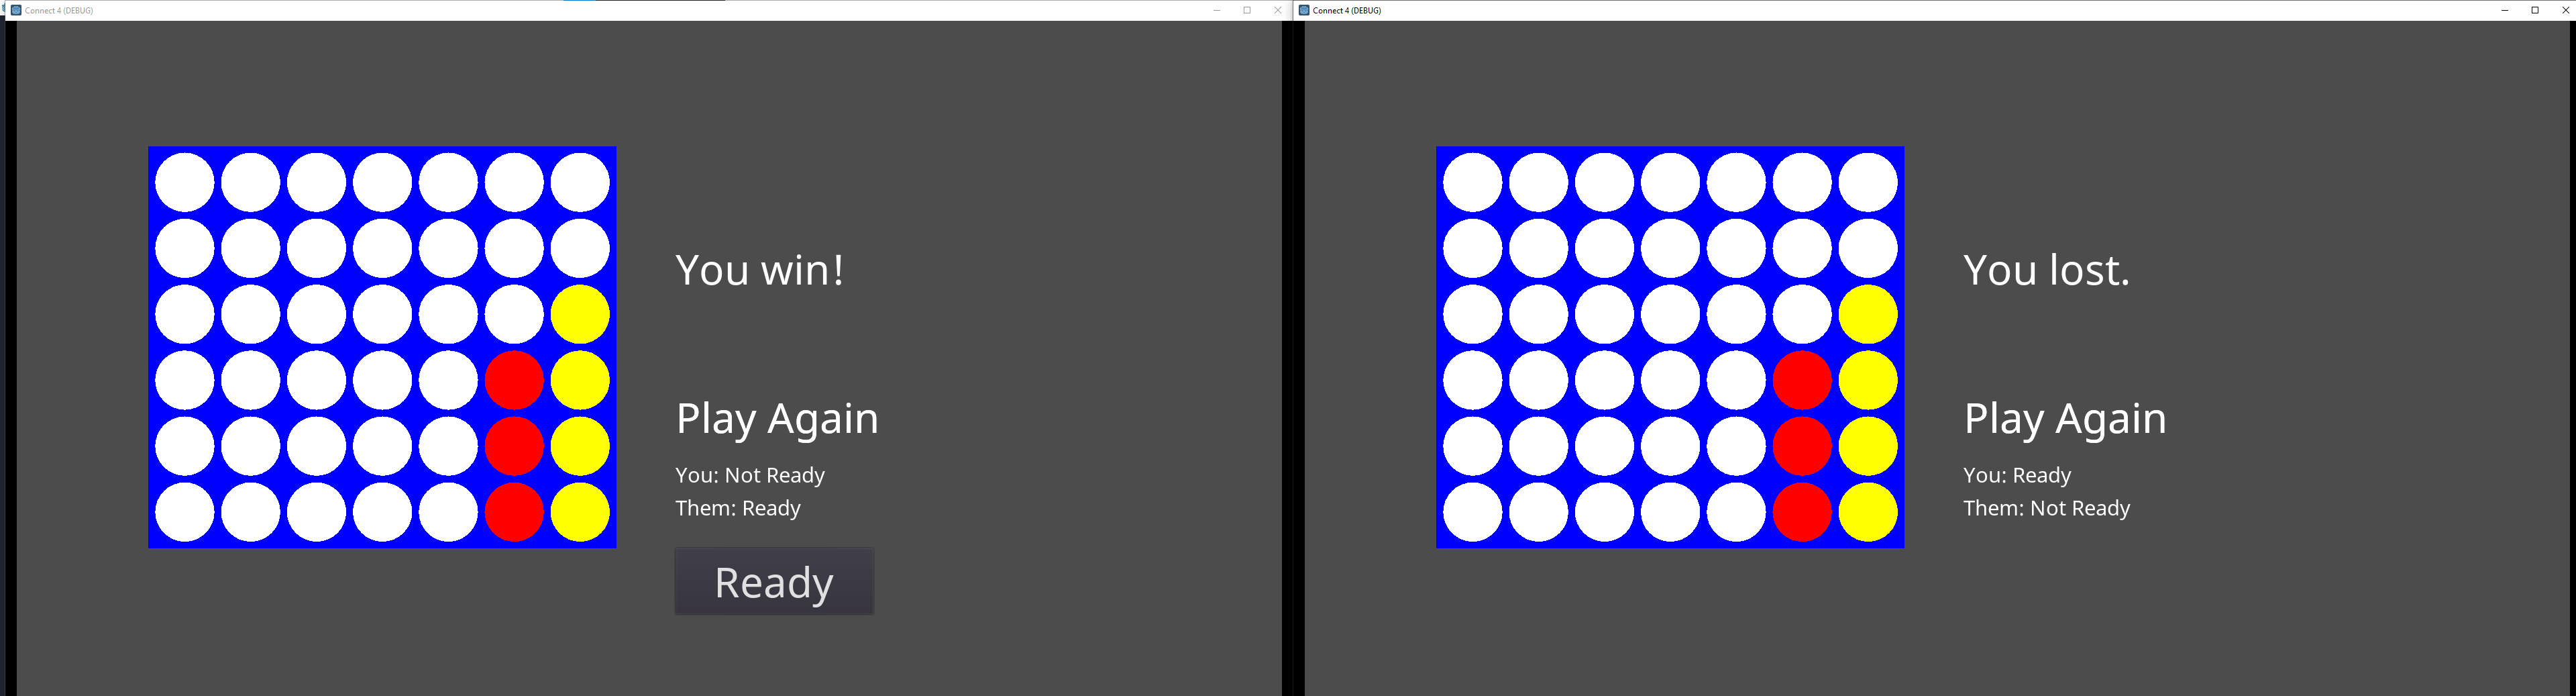 Connect 4 (DEBUG)
You win!
Play Again
You: Not Ready
Them: Ready
Ready
Connect 4 (DEBUG)
You lost.
Play Again
You: Ready
Them: Not Ready